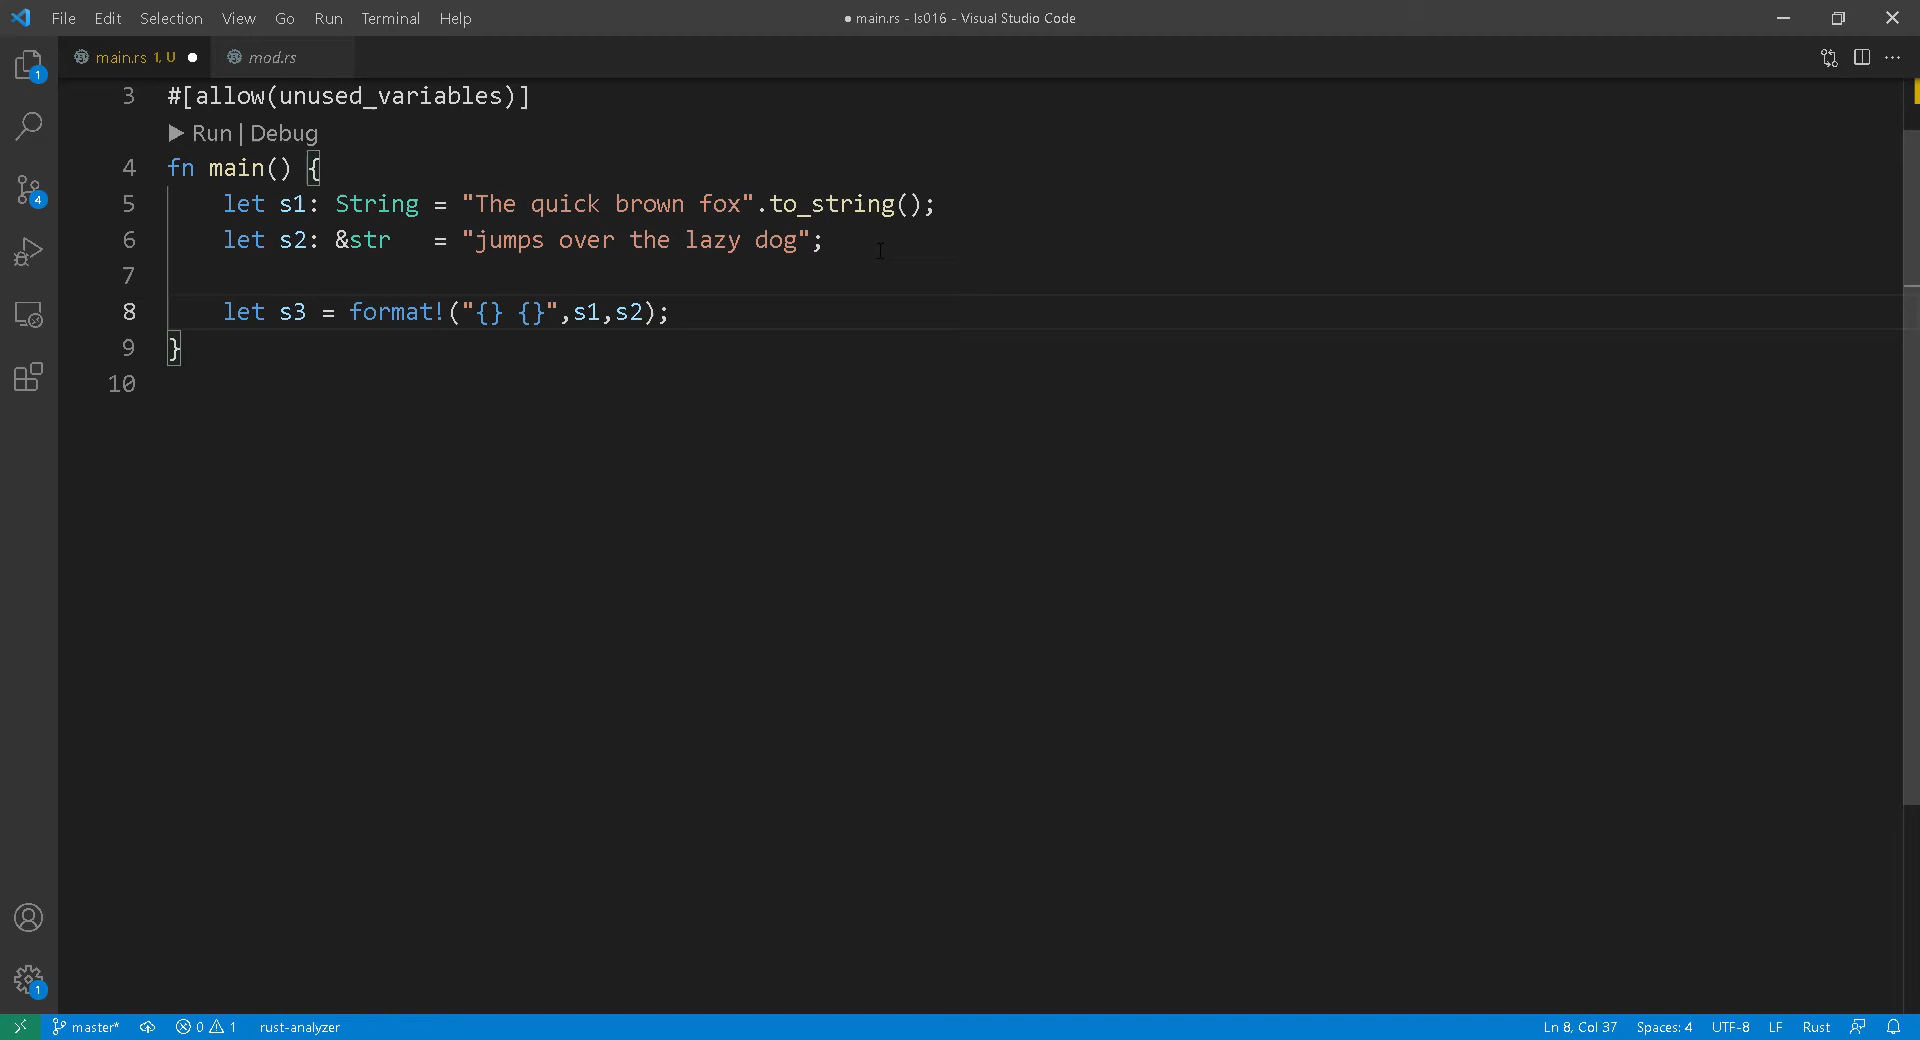 File Edit Selection View Go Run Terminal Help
● main.rs - ls016 - Visual Studio Code
main.rs 1, U ●
mod.rs
1
3 #[allow(unused_variables)]
▶ Run | Debug
4 fn main() {
5     let s1: String = "The quick brown fox".to_string();
6     let s2: &str   = "jumps over the lazy dog";
7
8     let s3 = format!("{} {}",s1,s2);
9 }
10
4
1
master* 0 1 rust-analyzer
Ln 8, Col 37 Spaces: 4 UTF-8 LF Rust